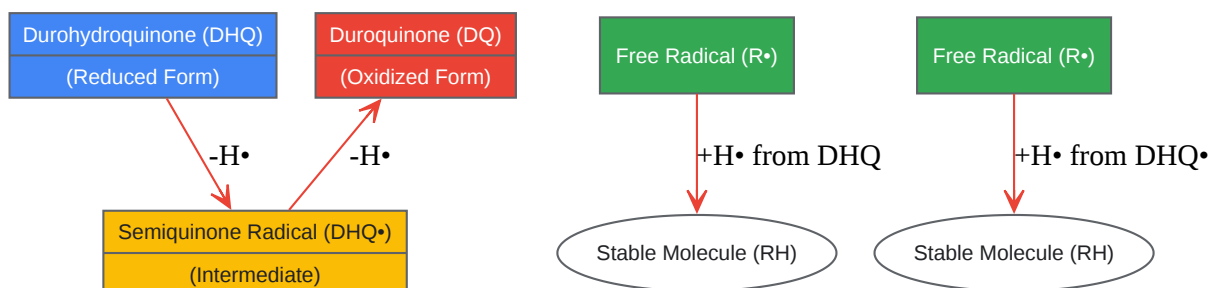 Durohydroquinone (DHQ)
(Reduced Form)
Duroquinone (DQ)
(Oxidized Form)
-H•
-H•
Semiquinone Radical (DHQ•)
(Intermediate)
Free Radical (R•)
+H• from DHQ
Stable Molecule (RH)
Free Radical (R•)
+H• from DHQ•
Stable Molecule (RH)